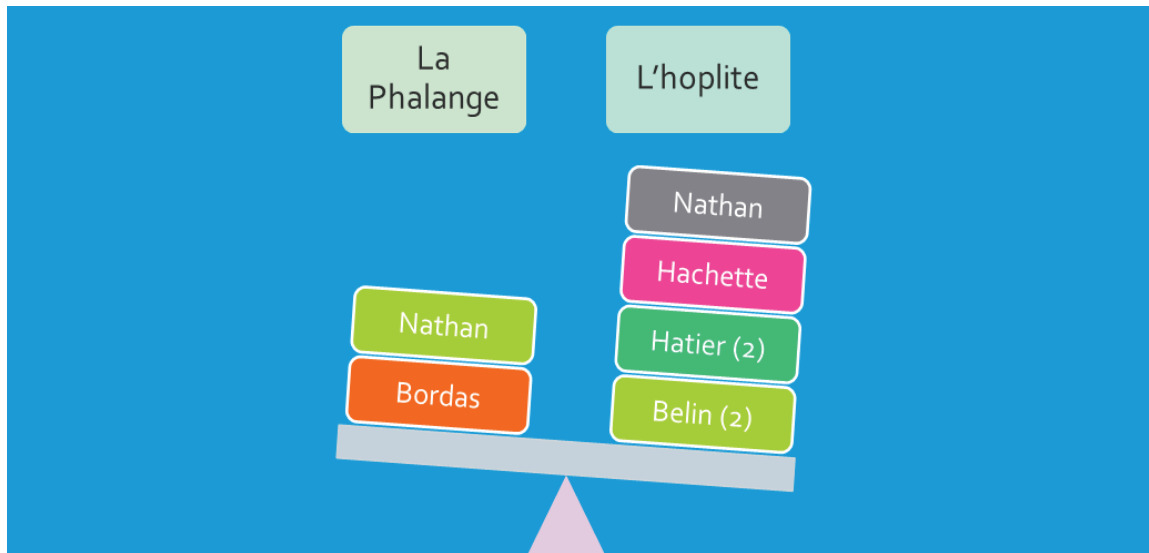 La
Phalange
L'hoplite
Nathan
Bordas
Nathan
Hachette
Hatier (2)
Belin (2)